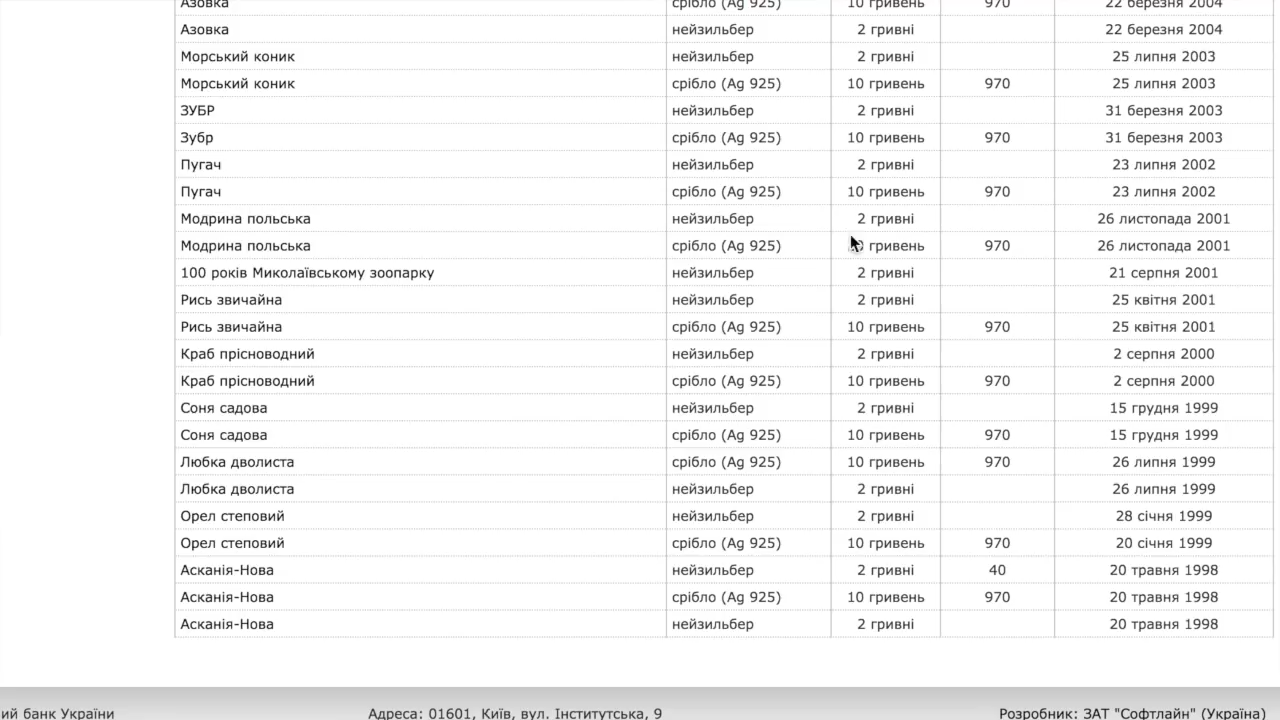 Азовка срібло (Ag 925) 10 гривень 970 22 березня 2004
Азовка нейзильбер 2 гривні 22 березня 2004
Морський коник нейзильбер 2 гривні 25 липня 2003
Морський коник срібло (Ag 925) 10 гривень 970 25 липня 2003
ЗУБР нейзильбер 2 гривні 31 березня 2003
Зубр срібло (Ag 925) 10 гривень 970 31 березня 2003
Пугач нейзильбер 2 гривні 23 липня 2002
Пугач срібло (Ag 925) 10 гривень 970 23 липня 2002
Модрина польська нейзильбер 2 гривні 26 листопада 2001
Модрина польська срібло (Ag 925) гривень 970 26 листопада 2001
100 років Миколаївському зоопарку нейзильбер 2 гривні 21 серпня 2001
Рись звичайна нейзильбер 2 гривні 25 квітня 2001
Рись звичайна срібло (Ag 925) 10 гривень 970 25 квітня 2001
Краб прісноводний нейзильбер 2 гривні 2 серпня 2000
Краб прісноводний срібло (Ag 925) 10 гривень 970 2 серпня 2000
Соня садова нейзильбер 2 гривні 15 грудня 1999
Соня садова срібло (Ag 925) 10 гривень 970 15 грудня 1999
Любка дволиста срібло (Ag 925) 10 гривень 970 26 липня 1999
Любка дволиста нейзильбер 2 гривні 26 липня 1999
Орел степовий нейзильбер 2 гривні 28 січня 1999
Орел степовий срібло (Ag 925) 10 гривень 970 20 січня 1999
Асканія-Нова нейзильбер 2 гривні 40 20 травня 1998
Асканія-Нова срібло (Ag 925) 10 гривень 970 20 травня 1998
Асканія-Нова нейзильбер 2 гривні 20 травня 1998
ий банк України Адреса: 01601, Київ, вул. Інститутська, 9 Розробник: ЗАТ "Софтлайн" (Україна)